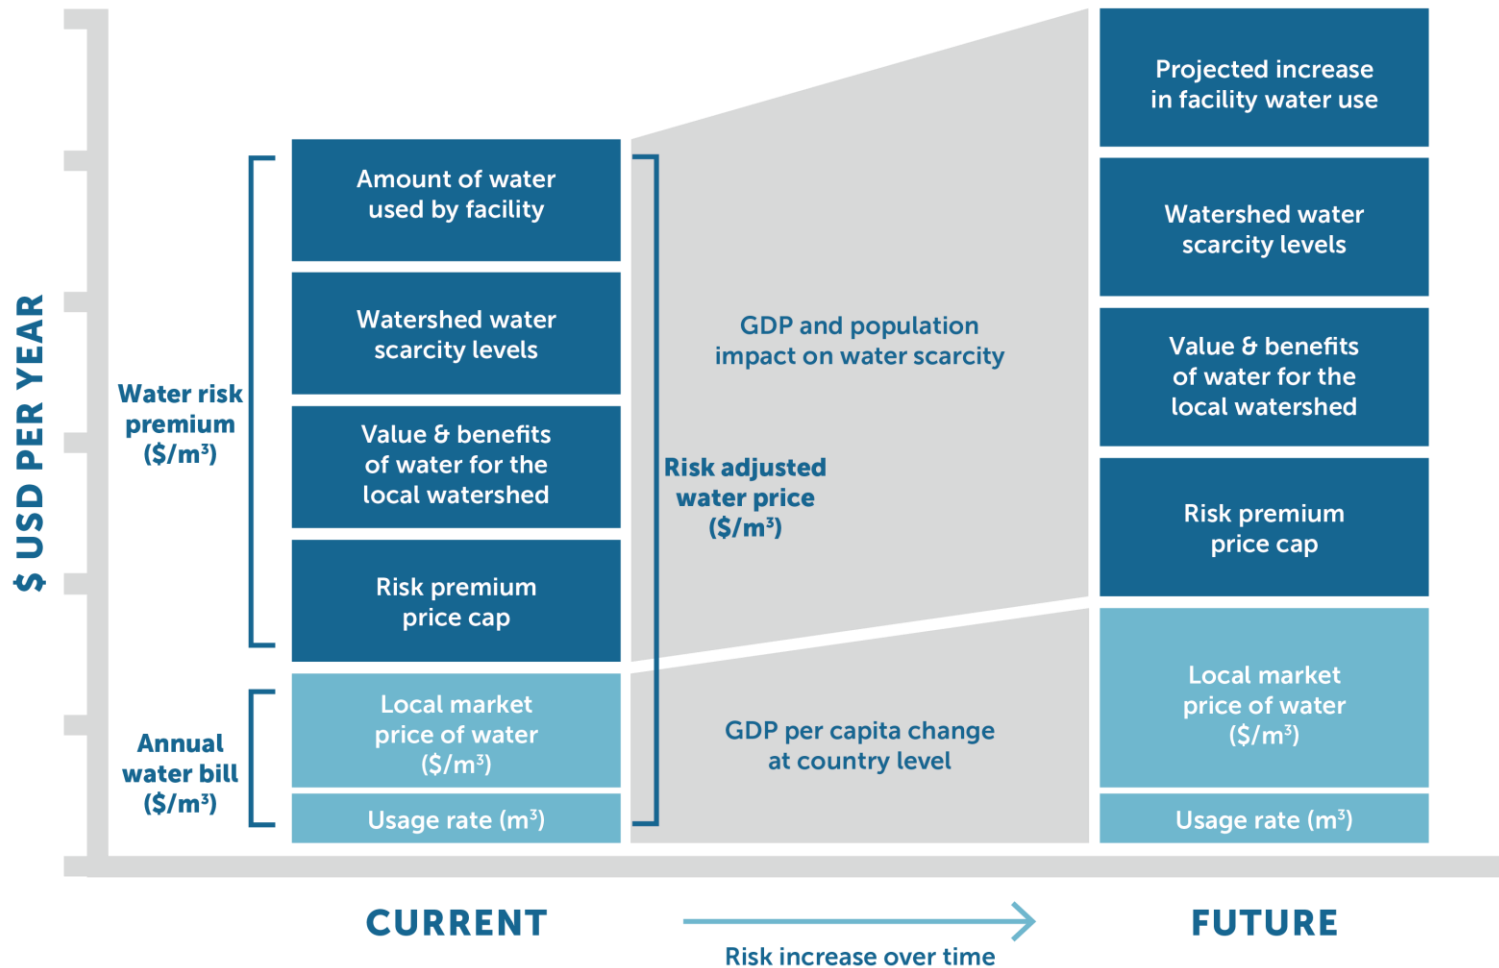 $ USD PER YEAR
Water risk
premium
($/m³)
Annual
water bill
($/m³)
Amount of water
used by facility
Watershed water
scarcity levels
Value & benefits
of water for the
local watershed
Risk premium
price cap
Local market
price of water
($/m³)
Usage rate (m³)
Risk adjusted
water price
($/m³)
GDP and population
impact on water scarcity
GDP per capita change
at country level
Projected increase
in facility water use
Watershed water
scarcity levels
Value & benefits
of water for the
local watershed
Risk premium
price cap
Local market
price of water
($/m³)
Usage rate (m³)
CURRENT
Risk increase over time
FUTURE